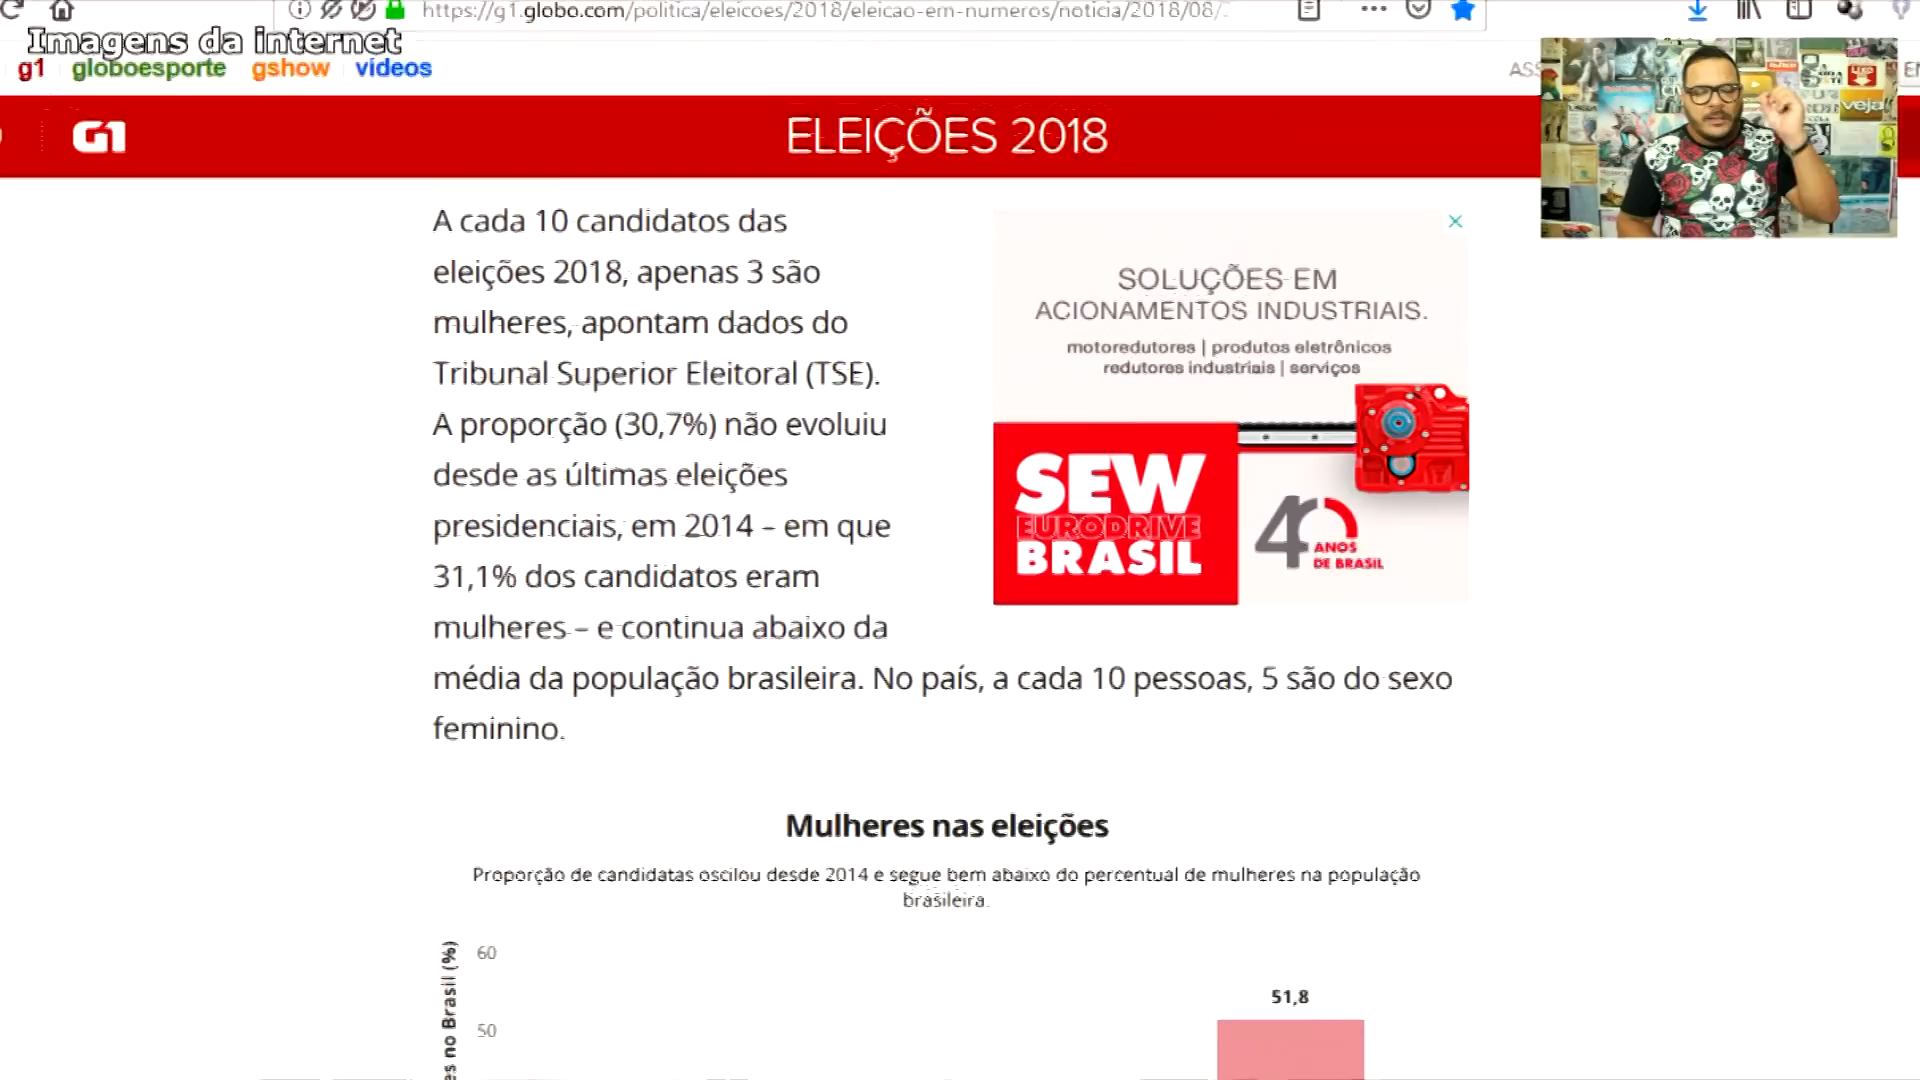 https://g1.globo.com/politica/eleicoes/2018/eleicao-em-numeros/noticia/2018/08/
Imagens da internet
g1 globoesporte gshow vídeos
G1
ELEIÇÕES 2018
veja
A cada 10 candidatos das
eleições 2018, apenas 3 são
mulheres, apontam dados do
Tribunal Superior Eleitoral (TSE).
A proporção (30,7%) não evoluiu
desde as últimas eleições
presidenciais, em 2014 – em que
31,1% dos candidatos eram
mulheres – e continua abaixo da
média da população brasileira. No país, a cada 10 pessoas, 5 são do sexo
feminino.
SOLUÇÕES EM
ACIONAMENTOS INDUSTRIAIS.
motoredutores | produtos eletrônicos
redutores industriais | serviços
SEW
EURODRIVE
BRASIL
40
ANOS
DE BRASIL
Mulheres nas eleições
Proporção de candidatas oscilou desde 2014 e segue bem abaixo do percentual de mulheres na população
brasileira.
no Brasil (%)
60
50
51,8